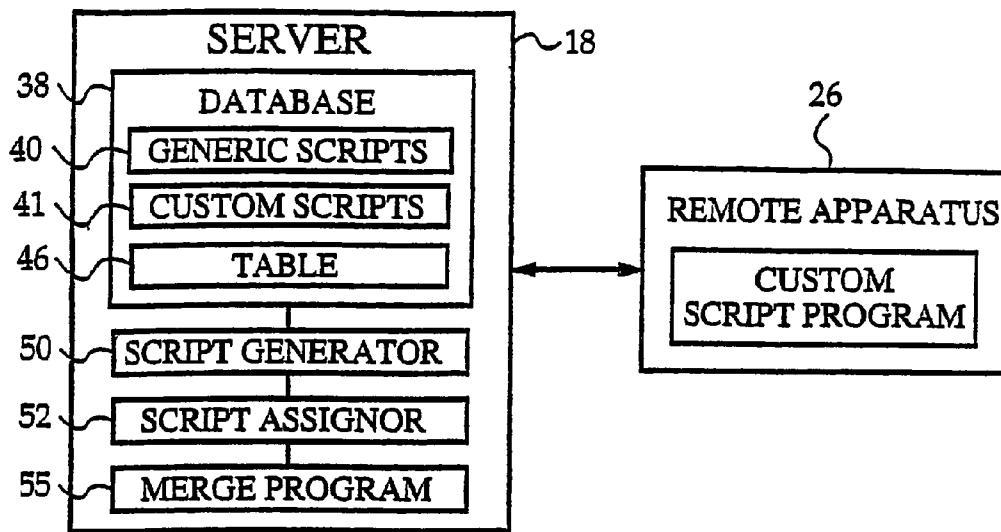 SERVER
18
38
DATABASE
40
GENERIC SCRIPTS
41
CUSTOM SCRIPTS
46
TABLE
50
SCRIPT GENERATOR
52
SCRIPT ASSIGNOR
55
MERGE PROGRAM
26
REMOTE APPARATUS
CUSTOM
SCRIPT PROGRAM